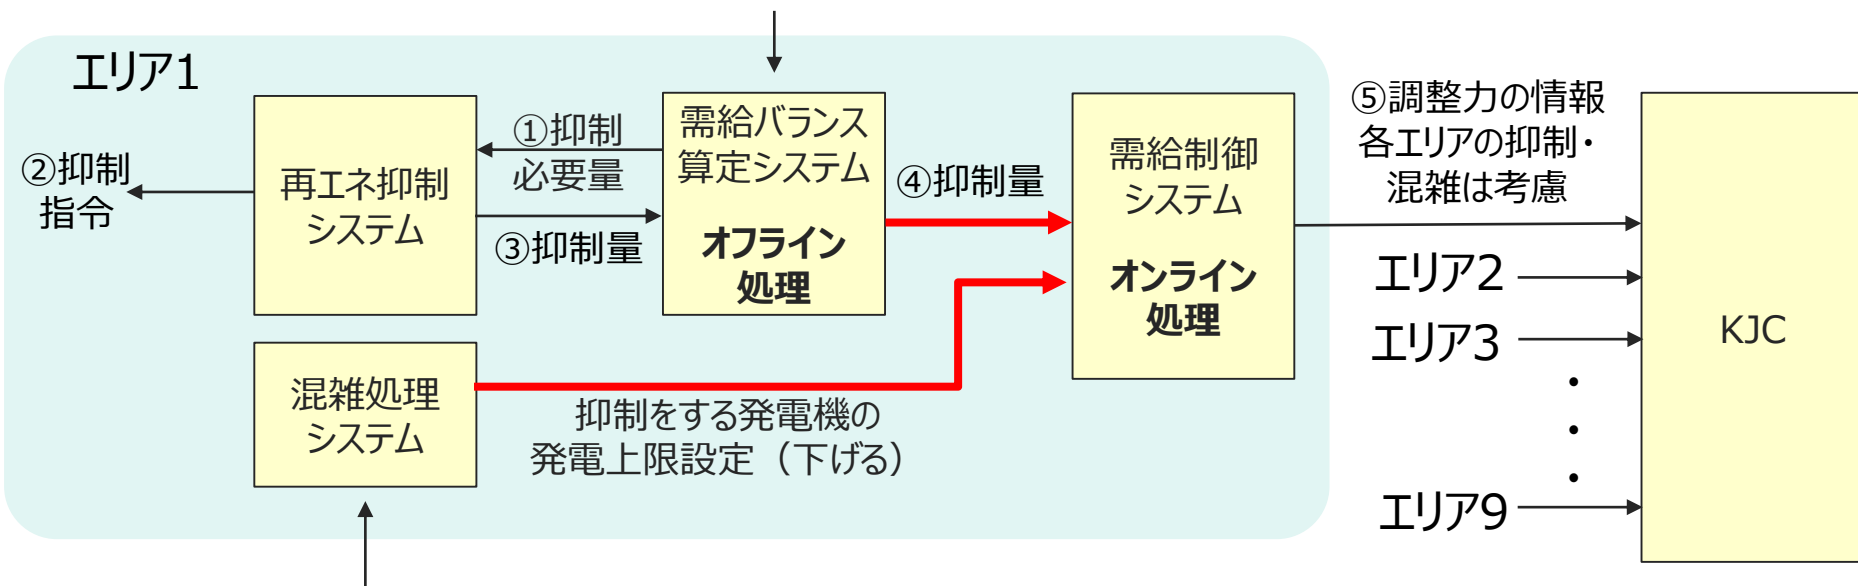 エリア1
②抑制
指令
再エネ抑制
システム
①抑制
必要量
③抑制量
需給バランス
算定システム
オフライン
処理
④抑制量
需給制御
システム
オンライン
処理
混雑処理
システム
抑制をする発電機の
発電上限設定（下げる）
⑤調整力の情報
各エリアの抑制・
混雑は考慮
エリア2
エリア3
・
・
・
エリア9
KJC